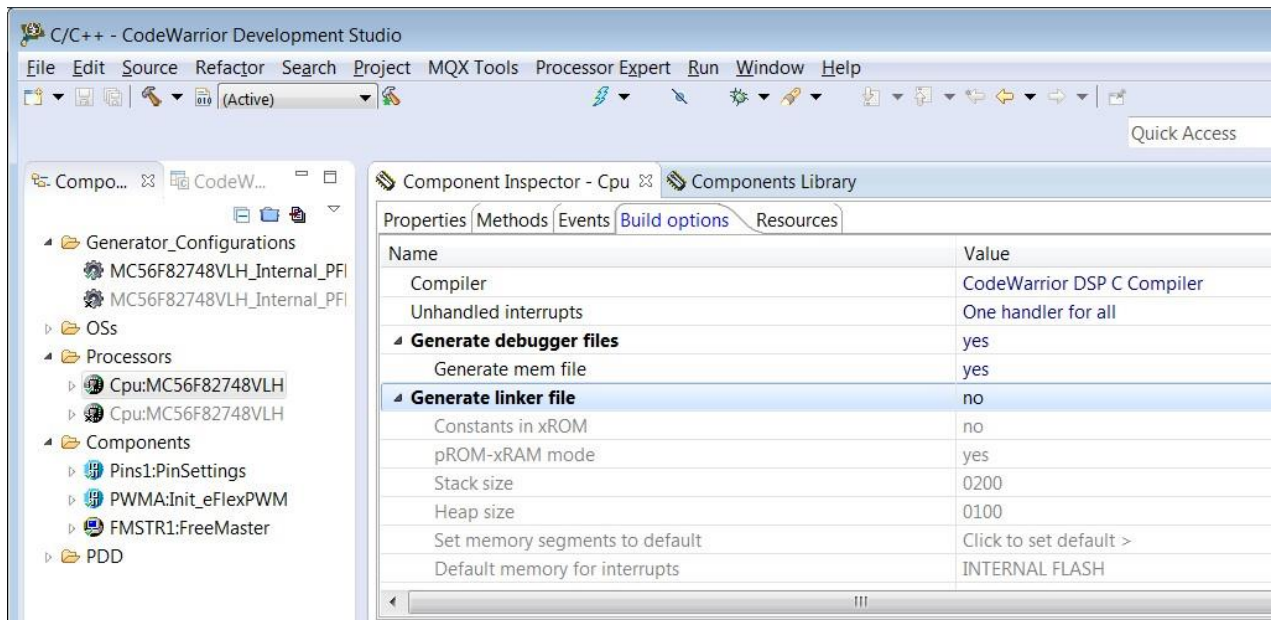 C/C++ - CodeWarrior Development Studio
File Edit Source Refactor Search Project MQX Tools Processor Expert Run Window Help
(Active)
Quick Access
Compo... CodeW...
Component Inspector - Cpu Components Library
Properties Methods Events Build options Resources
Generator_Configurations
MC56F82748VLH_Internal_PFl
MC56F82748VLH_Internal_PFl
OSs
Processors
Cpu:MC56F82748VLH
Cpu:MC56F82748VLH
Components
Pins1:PinSettings
PWMA:Init_eFlexPWM
FMSTR1:FreeMaster
PDD
Name Value
Compiler CodeWarrior DSP C Compiler
Unhandled interrupts One handler for all
Generate debugger files yes
Generate mem file yes
Generate linker file no
Constants in xROM no
pROM-xRAM mode yes
Stack size 0200
Heap size 0100
Set memory segments to default Click to set default >
Default memory for interrupts INTERNAL FLASH